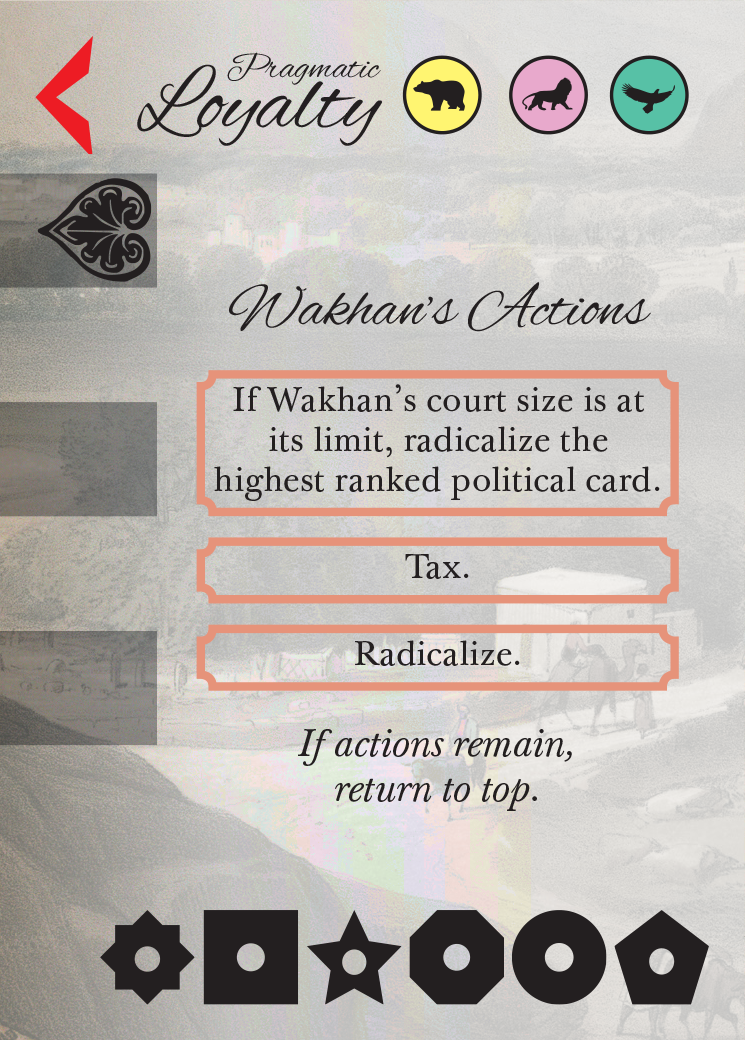 Pragmatic
Loyalty
Wakhan's Actions
If Wakhan's court size is at
its limit, radicalize the
highest ranked political card.
Tax.
Radicalize.
If actions remain,
return to top.